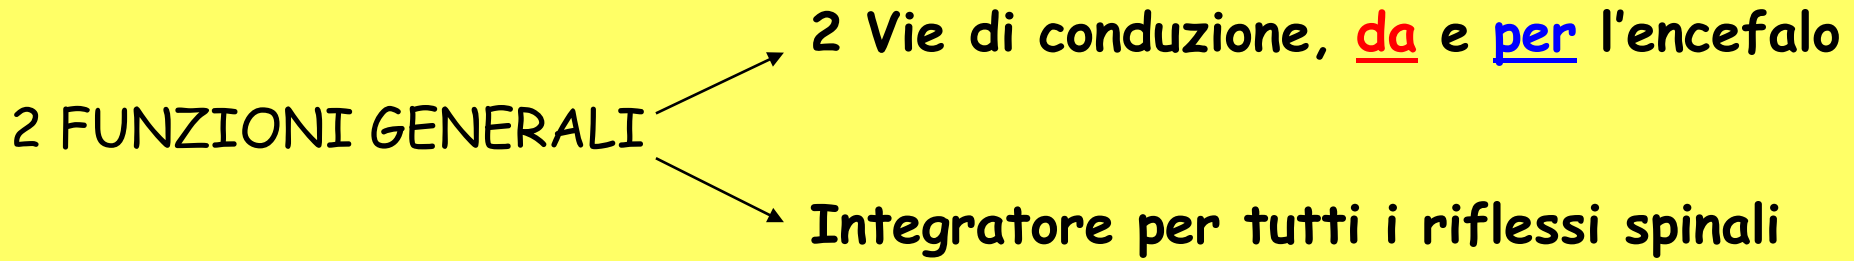 2 Vie di conduzione, da e per l'encefalo
2 FUNZIONI GENERALI
Integratore per tutti i riflessi spinali